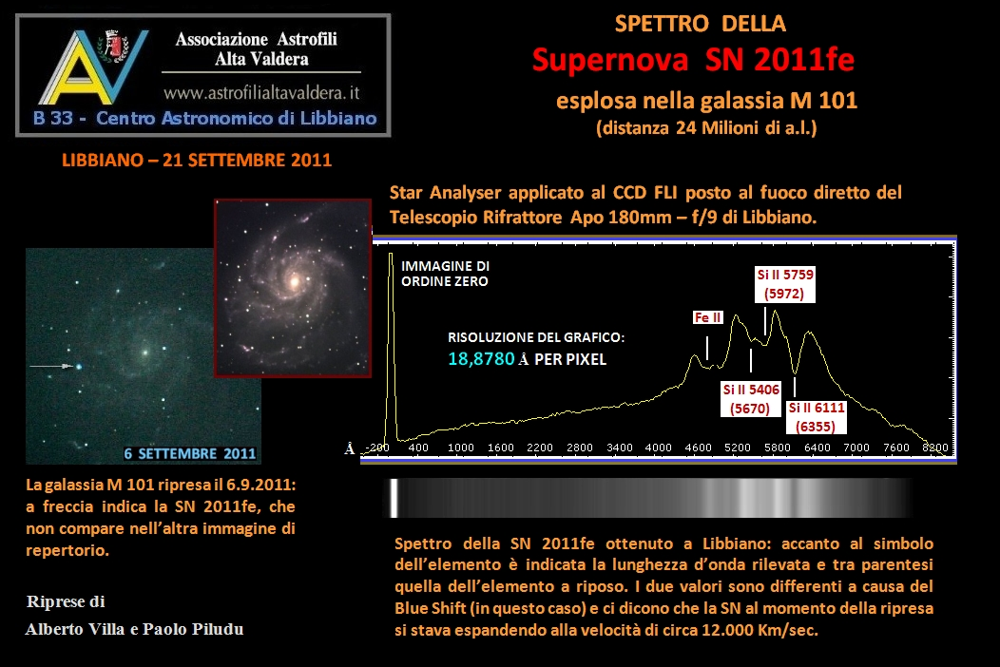 Associazione Astrofili
Alta Valdera
www.astrofilialtavaldera.it
B 33 - Centro Astronomico di Libbiano
LIBBIANO – 21 SETTEMBRE 2011
SPETTRO DELLA
Supernova SN 2011fe
esplosa nella galassia M 101
(distanza 24 Milioni di a.l.)
Star Analyser applicato al CCD FLI posto al fuoco diretto del
Telescopio Rifrattore Apo 180mm – f/9 di Libbiano.
IMMAGINE DI
ORDINE ZERO
RISOLUZIONE DEL GRAFICO:
18,8780 Å PER PIXEL
Fe II
Si II 5759
(5972)
Si II 5406
(5670)
Si II 6111
(6355)
Å -200 400 1000 1600 2200 2800 3400 4000 4600 5200 5800 6400 7000 7600 8200
6 SETTEMBRE 2011
La galassia M 101 ripresa il 6.9.2011:
a freccia indica la SN 2011fe, che
non compare nell'altra immagine di
repertorio.
Riprese di
Alberto Villa e Paolo Piludu
Spettro della SN 2011fe ottenuto a Libbiano: accanto al simbolo
dell'elemento è indicata la lunghezza d'onda rilevata e tra parentesi
quella dell'elemento a riposo. I due valori sono differenti a causa del
Blue Shift (in questo caso) e ci dicono che la SN al momento della ripresa
si stava espandendo alla velocità di circa 12.000 Km/sec.